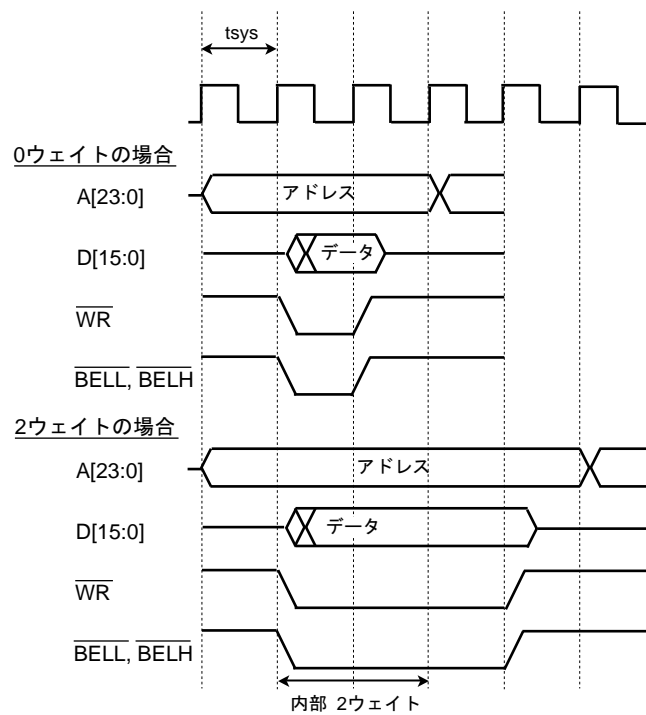 tsys
0ウェイトの場合
A[23:0]
アドレス
D[15:0]
データ
WR
BELL, BELH
2ウェイトの場合
A[23:0]
アドレス
D[15:0]
データ
WR
BELL, BELH
内部 2ウェイト